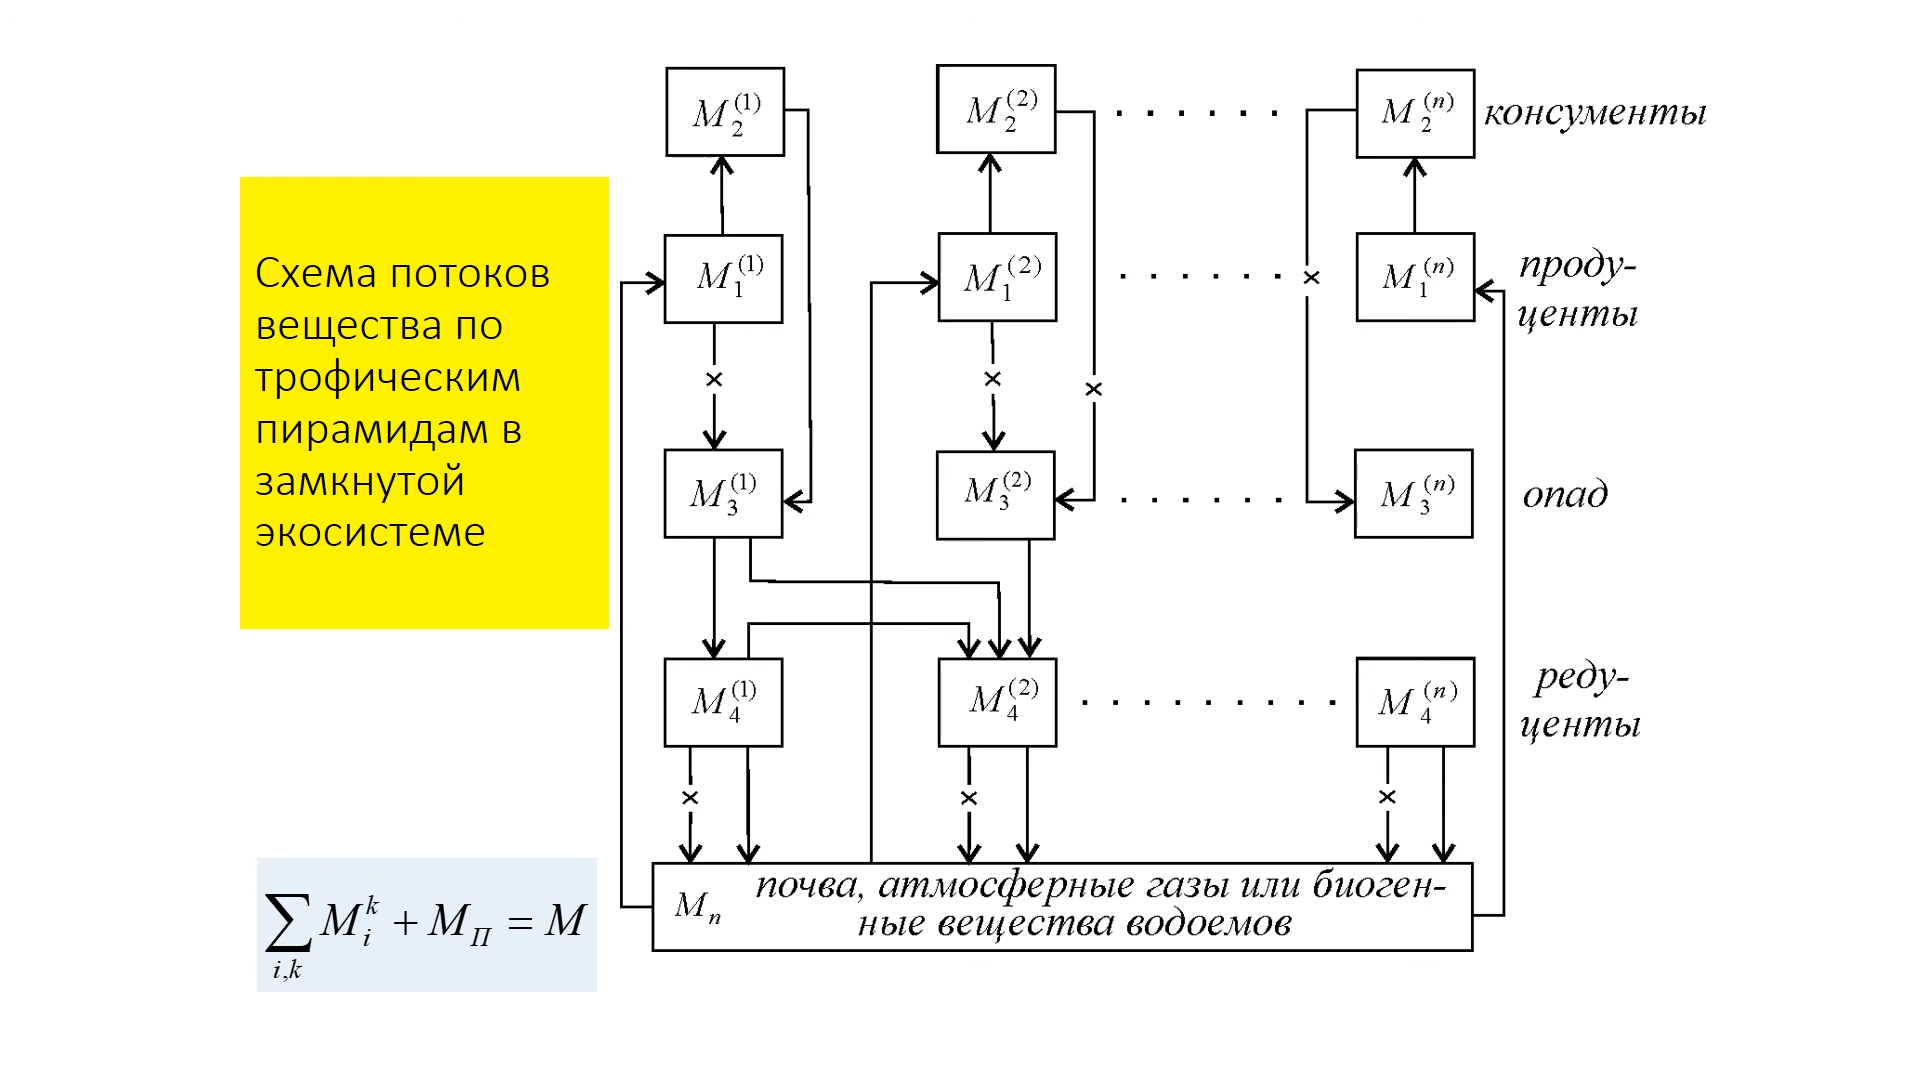 Схема потоков
вещества по
трофическим
пирамидам в
замкнутой
экосистеме
M_2^{(1)} M_2^{(2)} . . . . . . M_2^{(n)} консументы
M_1^{(1)} M_1^{(2)} . . . . . . × M_1^{(n)} проду-
центы
× × ×
M_3^{(1)} M_3^{(2)} . . . . . . M_3^{(n)} опад
M_4^{(1)} M_4^{(2)} . . . . . . . . . M_4^{(n)} реду-
центы
× × ×
M_n почва, атмосферные газы или биоген-
ные вещества водоемов
\sum_{i,k} M_i^k + M_П = M